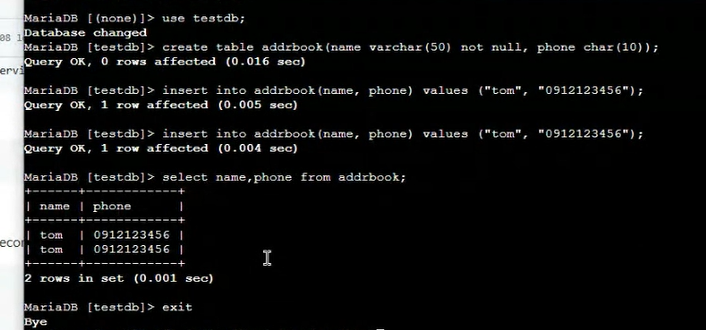 MariaDB [(none)]> use testdb;
Database changed
MariaDB [testdb]> create table addrbook(name varchar(50) not null, phone char(10));
Query OK, 0 rows affected (0.016 sec)
MariaDB [testdb]> insert into addrbook(name, phone) values ("tom", "0912123456");
Query OK, 1 row affected (0.005 sec)
MariaDB [testdb]> insert into addrbook(name, phone) values ("tom", "0912123456");
Query OK, 1 row affected (0.004 sec)
MariaDB [testdb]> select name,phone from addrbook;
+------+------------+
| name | phone      |
+------+------------+
| tom  | 0912123456 |
| tom  | 0912123456 |
+------+------------+
2 rows in set (0.001 sec)
MariaDB [testdb]> exit
Bye